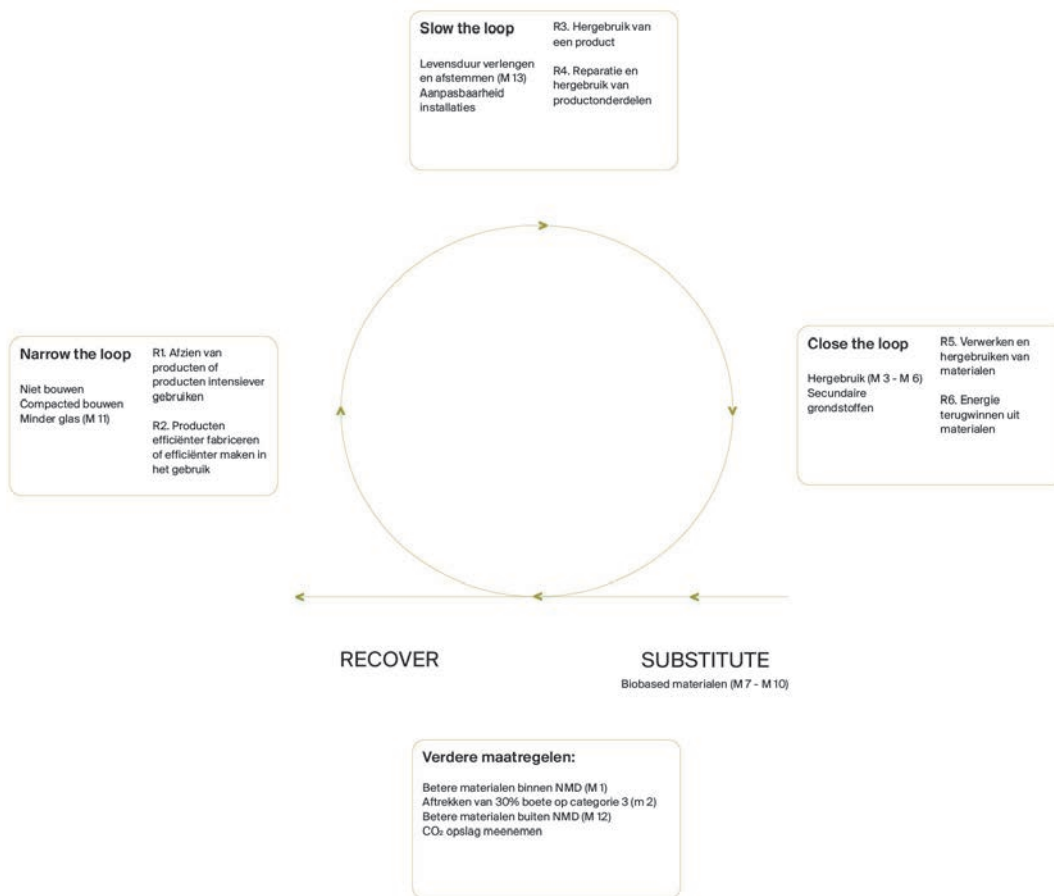 Slow the loop
Levensduur verlengen
en afstemmen (M 13)
Aanpasbaarheid
installaties
R3. Hergebruik van
een product
R4. Reparatie en
hergebruik van
productonderdelen
Narrow the loop
Niet bouwen
Compacted bouwen
Minder glas (M 11)
R1. Afzien van
producten of
producten intensiever
gebruiken
R2. Producten
efficiënter fabriceren
of efficiënter maken in
het gebruik
Close the loop
Hergebruik (M 3 - M 6)
Secundaire
grondstoffen
R5. Verwerken en
hergebruiken van
materialen
R6. Energie
terugwinnen uit
materialen
RECOVER
SUBSTITUTE
Biobased materialen (M 7 - M 10)
Verdere maatregelen:
Betere materialen binnen NMD (M 1)
Aftrekken van 30% boete op categorie 3 (m 2)
Betere materialen buiten NMD (M 12)
CO₂ opslag meenemen